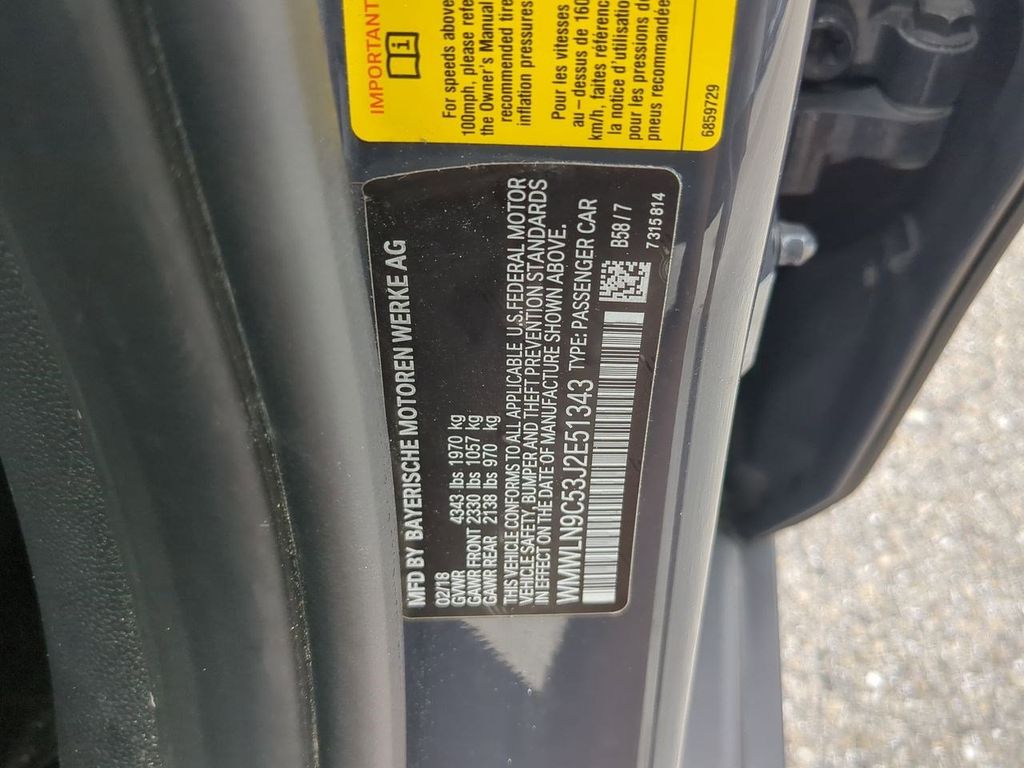 IMPORTANT
For speeds above
100mph, please refe
the Owner's Manual
recommended tire
inflation pressures
Pour les vitesses
au - dessus de 160
km/h, faites référenc
la notice d'utilisation
pour les pressions de
pneus recommandées
6859729
MFD BY BAYERISCHE MOTOREN WERKE AG
02/18
GVWR 4343 lbs 1970 kg
GAWR FRONT 2330 lbs 1057 kg
GAWR REAR 2138 lbs 970 kg
THIS VEHICLE CONFORMS TO ALL APPLICABLE U.S. FEDERAL MOTOR
VEHICLE SAFETY, BUMPER AND THEFT PREVENTION STANDARDS
IN EFFECT ON THE DATE OF MANUFACTURE SHOWN ABOVE.
WMWLN9C53J2E51343 TYPE: PASSENGER CAR
B68/7
7315814